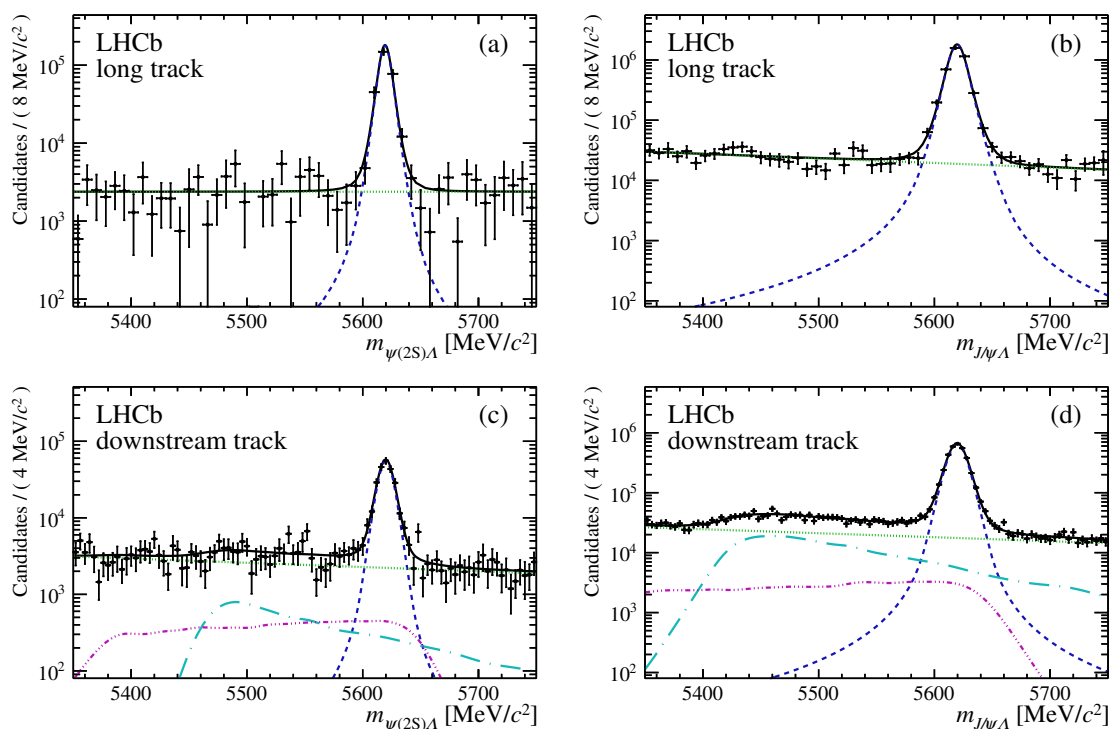 LHCb
long track
(a)
Candidates / ( 8 MeV/c²)
10⁵
10⁴
10³
10²
5400 5500 5600 5700
m_ψ(2S)Λ [MeV/c²]
LHCb
long track
(b)
Candidates / ( 8 MeV/c²)
10⁶
10⁵
10⁴
10³
10²
5400 5500 5600 5700
m_J/ψΛ [MeV/c²]
LHCb
downstream track
(c)
Candidates / ( 4 MeV/c²)
10⁵
10⁴
10³
10²
5400 5500 5600 5700
m_ψ(2S)Λ [MeV/c²]
LHCb
downstream track
(d)
Candidates / ( 4 MeV/c²)
10⁶
10⁵
10⁴
10³
10²
5400 5500 5600 5700
m_J/ψΛ [MeV/c²]